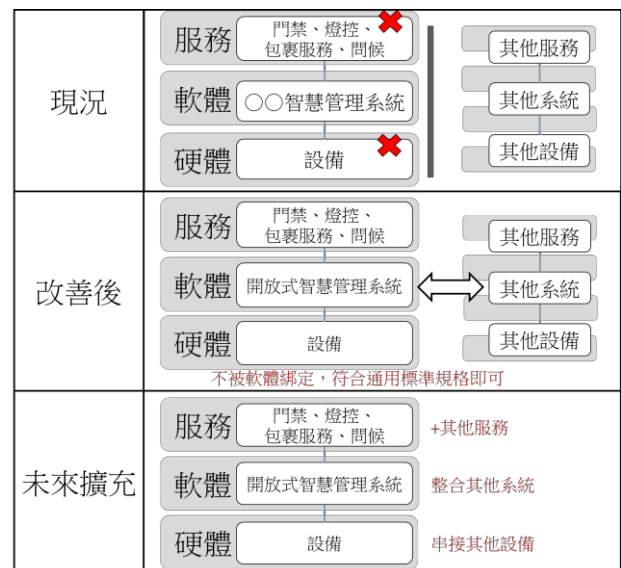 現況
服務
門禁、燈控、
包裹服務、問候
軟體
○○智慧管理系統
硬體
設備
其他服務
其他系統
其他設備
改善後
服務
門禁、燈控、
包裹服務、問候
軟體
開放式智慧管理系統
硬體
設備
其他服務
其他系統
其他設備
不被軟體綁定，符合通用標準規格即可
未來擴充
服務
門禁、燈控、
包裹服務、問候
+其他服務
軟體
開放式智慧管理系統
整合其他系統
硬體
設備
串接其他設備